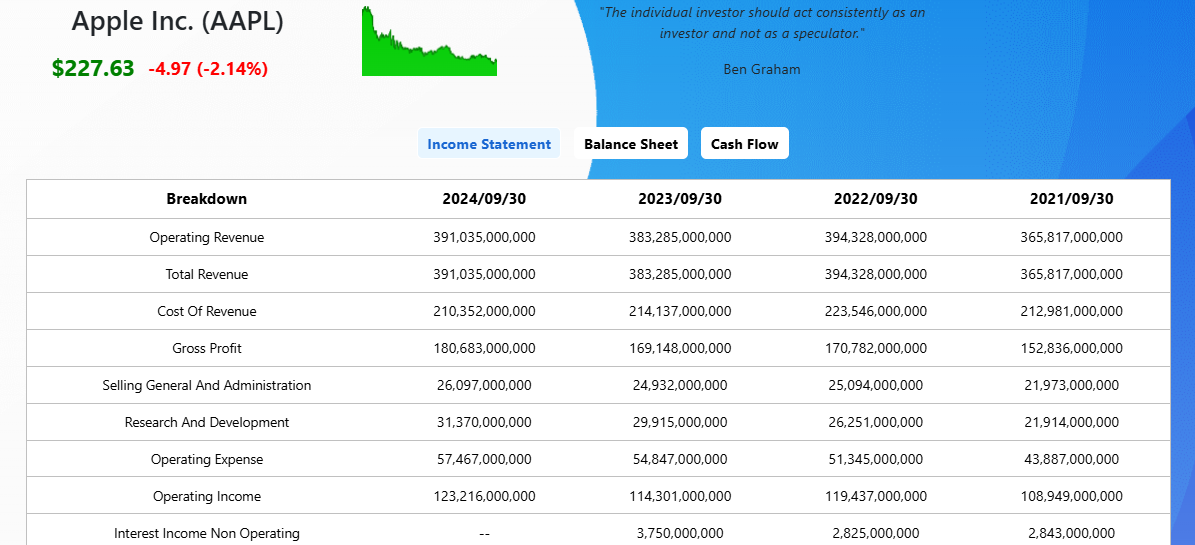 Apple Inc. (AAPL)
$227.63 -4.97 (-2.14%)
"The individual investor should act consistently as an
investor and not as a speculator."
Ben Graham
Income Statement Balance Sheet Cash Flow
Breakdown 2024/09/30 2023/09/30 2022/09/30 2021/09/30
Operating Revenue 391,035,000,000 383,285,000,000 394,328,000,000 365,817,000,000
Total Revenue 391,035,000,000 383,285,000,000 394,328,000,000 365,817,000,000
Cost Of Revenue 210,352,000,000 214,137,000,000 223,546,000,000 212,981,000,000
Gross Profit 180,683,000,000 169,148,000,000 170,782,000,000 152,836,000,000
Selling General And Administration 26,097,000,000 24,932,000,000 25,094,000,000 21,973,000,000
Research And Development 31,370,000,000 29,915,000,000 26,251,000,000 21,914,000,000
Operating Expense 57,467,000,000 54,847,000,000 51,345,000,000 43,887,000,000
Operating Income 123,216,000,000 114,301,000,000 119,437,000,000 108,949,000,000
Interest Income Non Operating -- 3,750,000,000 2,825,000,000 2,843,000,000